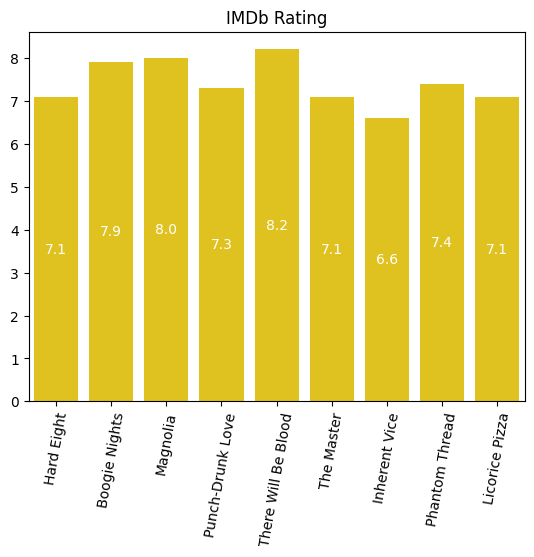 IMDb Rating
8
7
6
5
4
3
2
1
0
7.1
7.9
8.0
7.3
8.2
7.1
6.6
7.4
7.1
Hard Eight
Boogie Nights
Magnolia
Punch-Drunk Love
There Will Be Blood
The Master
Inherent Vice
Phantom Thread
Licorice Pizza